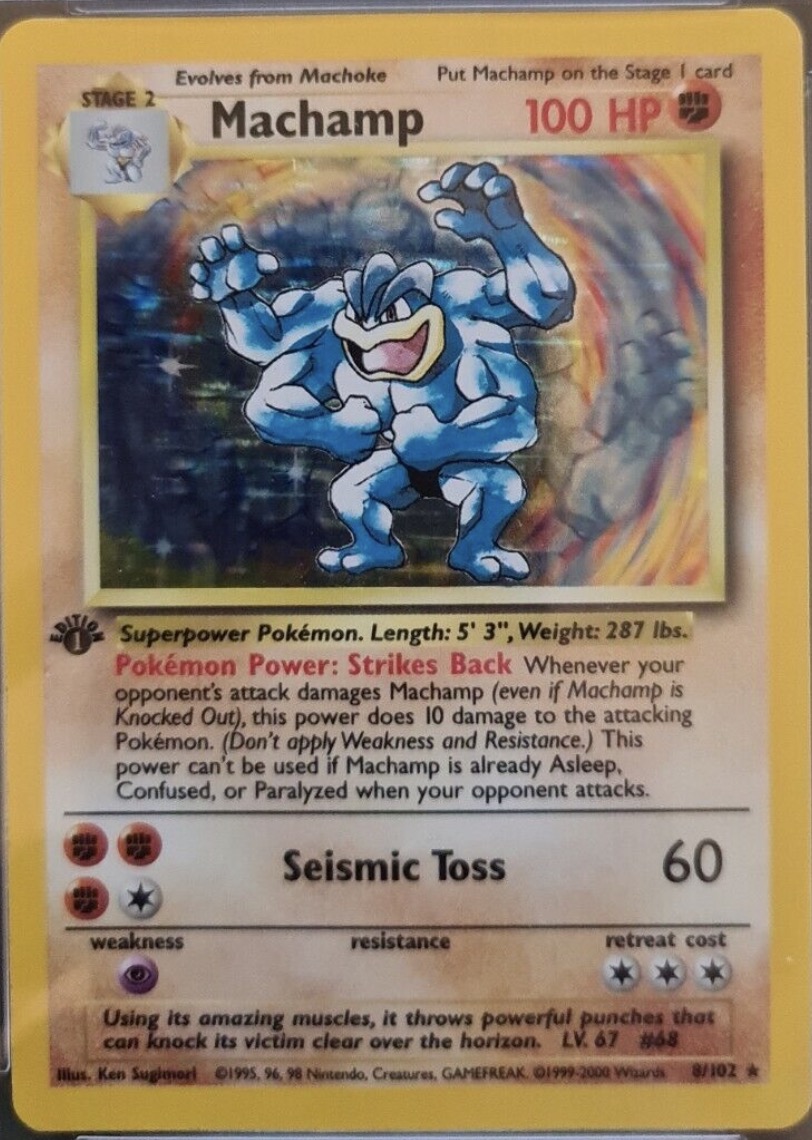 Evolves from Machoke Put Machamp on the Stage 1 card
STAGE 2
Machamp 100 HP
EDITION
1
Superpower Pokémon. Length: 5' 3", Weight: 287 lbs.
Pokémon Power: Strikes Back Whenever your
opponent's attack damages Machamp (even if Machamp is
Knocked Out), this power does 10 damage to the attacking
Pokémon. (Don't apply Weakness and Resistance.) This
power can't be used if Machamp is already Asleep,
Confused, or Paralyzed when your opponent attacks.
Seismic Toss 60
weakness resistance retreat cost
Using its amazing muscles, it throws powerful punches that
can knock its victim clear over the horizon. LV. 67 #68
Illus. Ken Sugimori ©1995, 96, 98 Nintendo, Creatures, GAMEFREAK. ©1999-2000 Wizards 8/102 ★